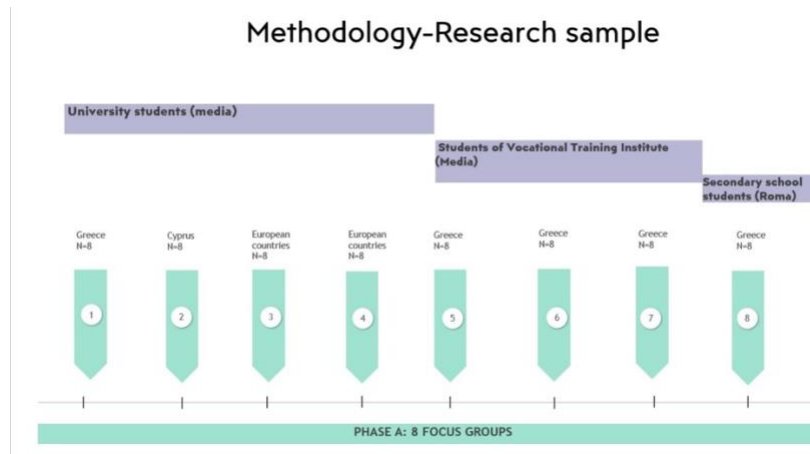 Methodology-Research sample
University students (media)
Students of Vocational Training Institute
(Media)
Secondary school
students (Roma)
Greece
N=8
Cyprus
N=8
European
countries
N=8
European
countries
N=8
Greece
N=8
Greece
N=8
Greece
N=8
Greece
N=8
1
2
3
4
5
6
7
8
PHASE A: 8 FOCUS GROUPS